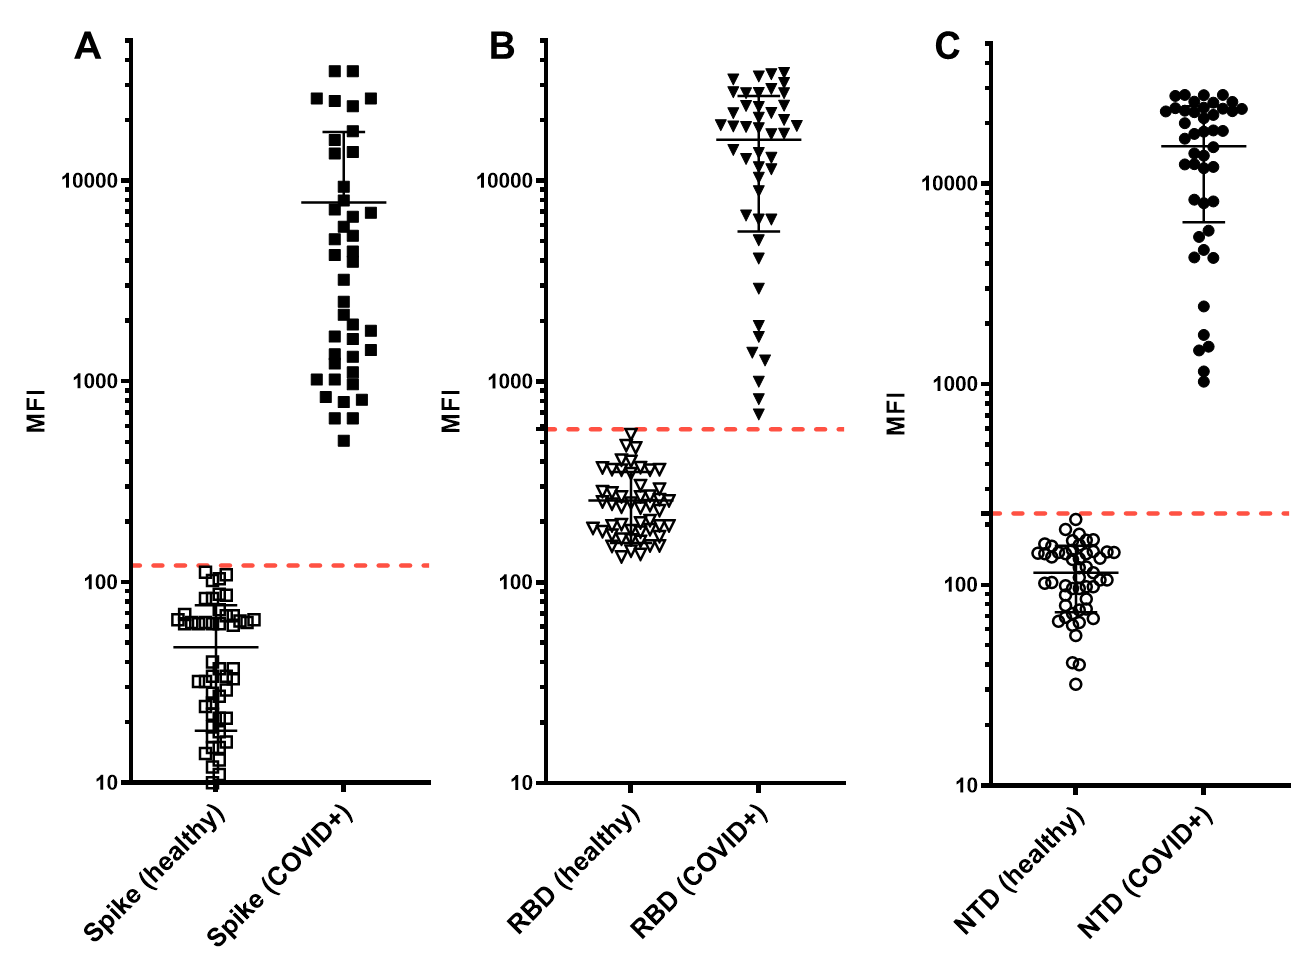 A
MFI
10000
1000
100
10
Spike (healthy)
Spike (COVID+)
B
MFI
10000
1000
100
10
RBD (healthy)
RBD (COVID+)
C
MFI
10000
1000
100
10
NTD (healthy)
NTD (COVID+)